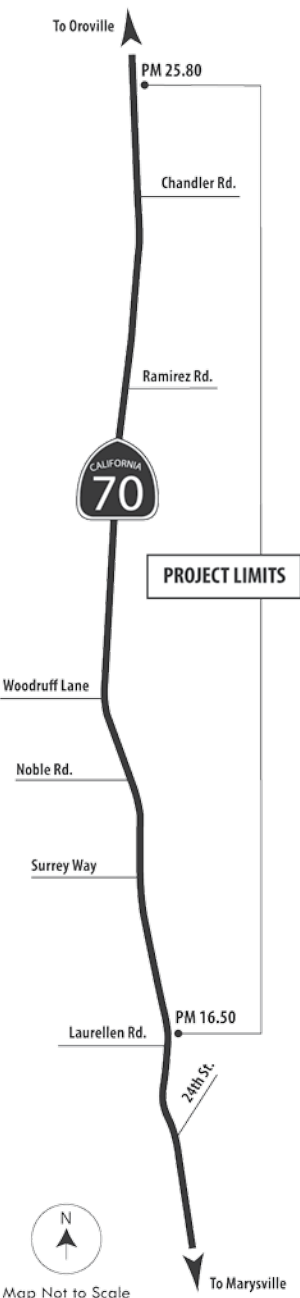 To Oroville
PM 25.80
Chandler Rd.
Ramirez Rd.
CALIFORNIA
70
PROJECT LIMITS
Woodruff Lane
Noble Rd.
Surrey Way
PM 16.50
Laurellen Rd.
24th St.
N
Map Not to Scale
To Marysville